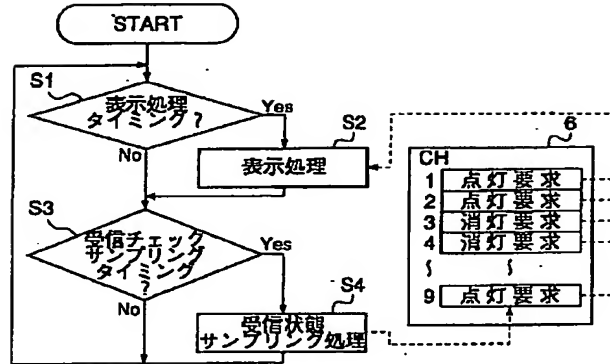 START
S1
表示処理
タイミング？
Yes
No
S2
表示処理
S3
受信チェック
サンプリング
タイミング
？
Yes
No
S4
受信状態
サンプリング処理
6
CH
1 点灯要求
2 点灯要求
3 消灯要求
4 消灯要求
9 点灯要求